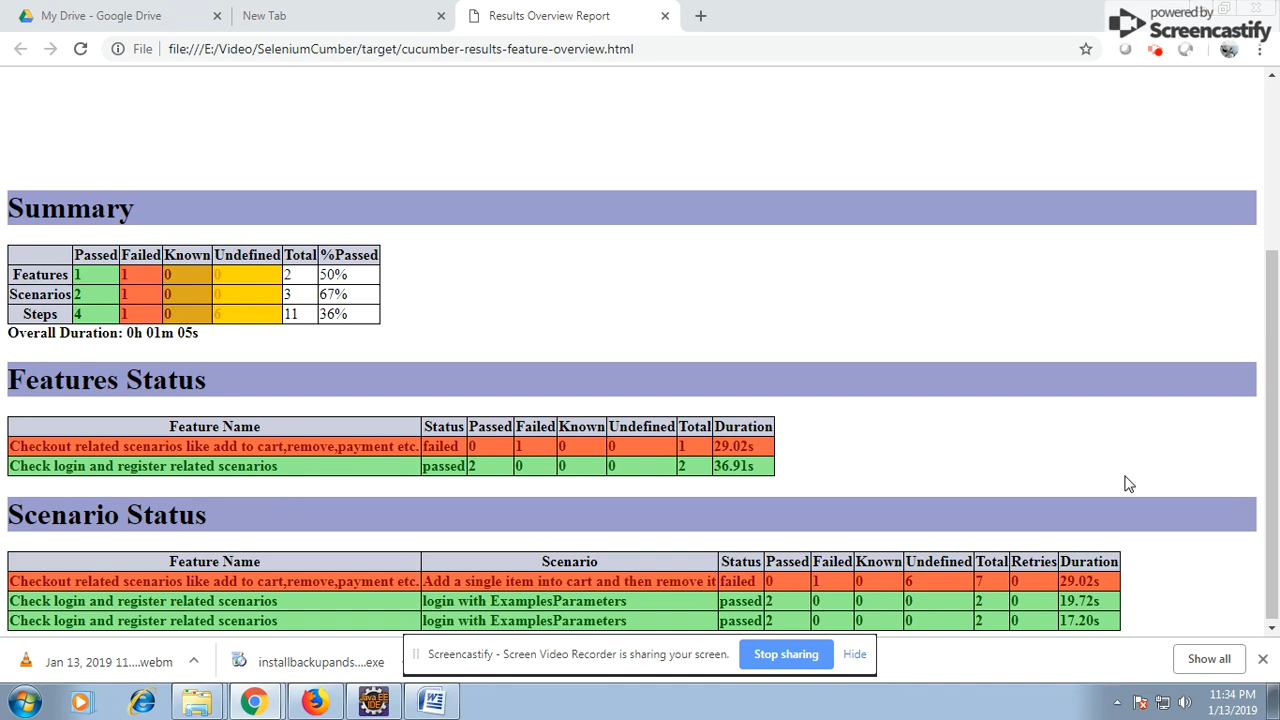 My Drive - Google Drive
New Tab
Results Overview Report
powered by
Screencastify
File
file:///E:/Video/SeleniumCumber/target/cucumber-results-feature-overview.html
Summary
Passed Failed Known Undefined Total %Passed
Features 1 1 0 0 2 50%
Scenarios 2 1 0 0 3 67%
Steps 4 1 0 6 11 36%
Overall Duration: 0h 01m 05s
Features Status
Feature Name Status Passed Failed Known Undefined Total Duration
Checkout related scenarios like add to cart,remove,payment etc. failed 0 1 0 0 1 29.02s
Check login and register related scenarios passed 2 0 0 0 2 36.91s
Scenario Status
Feature Name Scenario Status Passed Failed Known Undefined Total Retries Duration
Checkout related scenarios like add to cart,remove,payment etc. Add a single item into cart and then remove it failed 0 1 0 6 7 0 29.02s
Check login and register related scenarios login with ExamplesParameters passed 2 0 0 0 2 0 19.72s
Check login and register related scenarios login with ExamplesParameters passed 2 0 0 0 2 0 17.20s
Jan 13, 2019 11....webm
installbackupands....exe
Screencastify - Screen Video Recorder is sharing your screen.
Stop sharing
Hide
Show all
Java EE
IDE
11:34 PM
1/13/2019